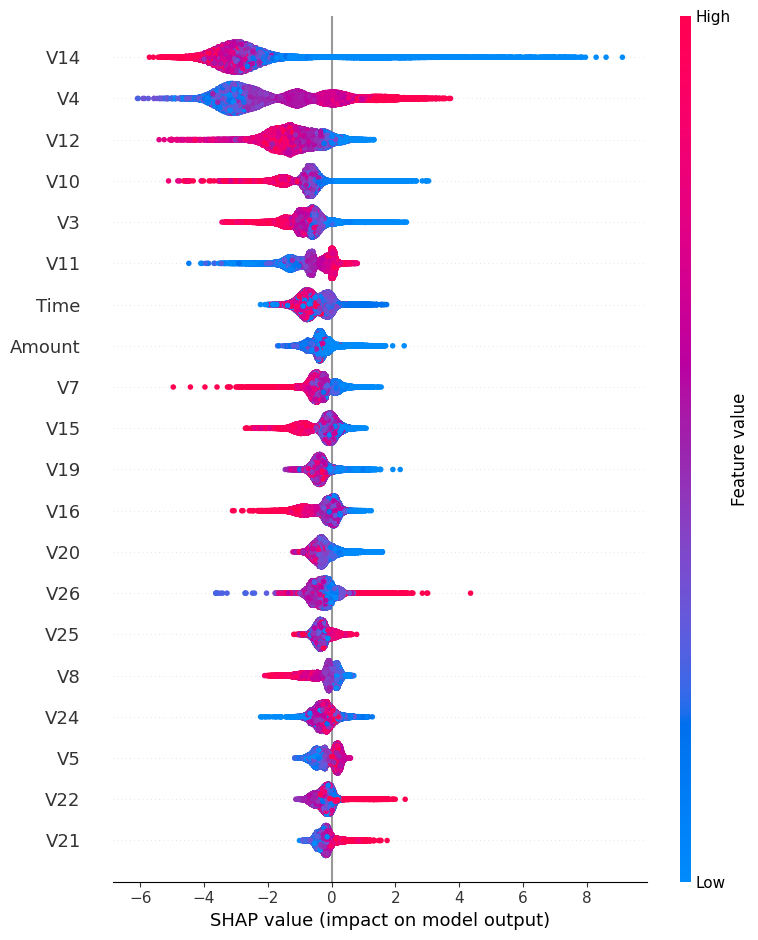 High
V14
V4
V12
V10
V3
V11
Time
Amount
V7
V15
V19
V16
V20
V26
V25
V8
V24
V5
V22
V21
Feature value
Low
−6 −4 −2 0 2 4 6 8
SHAP value (impact on model output)